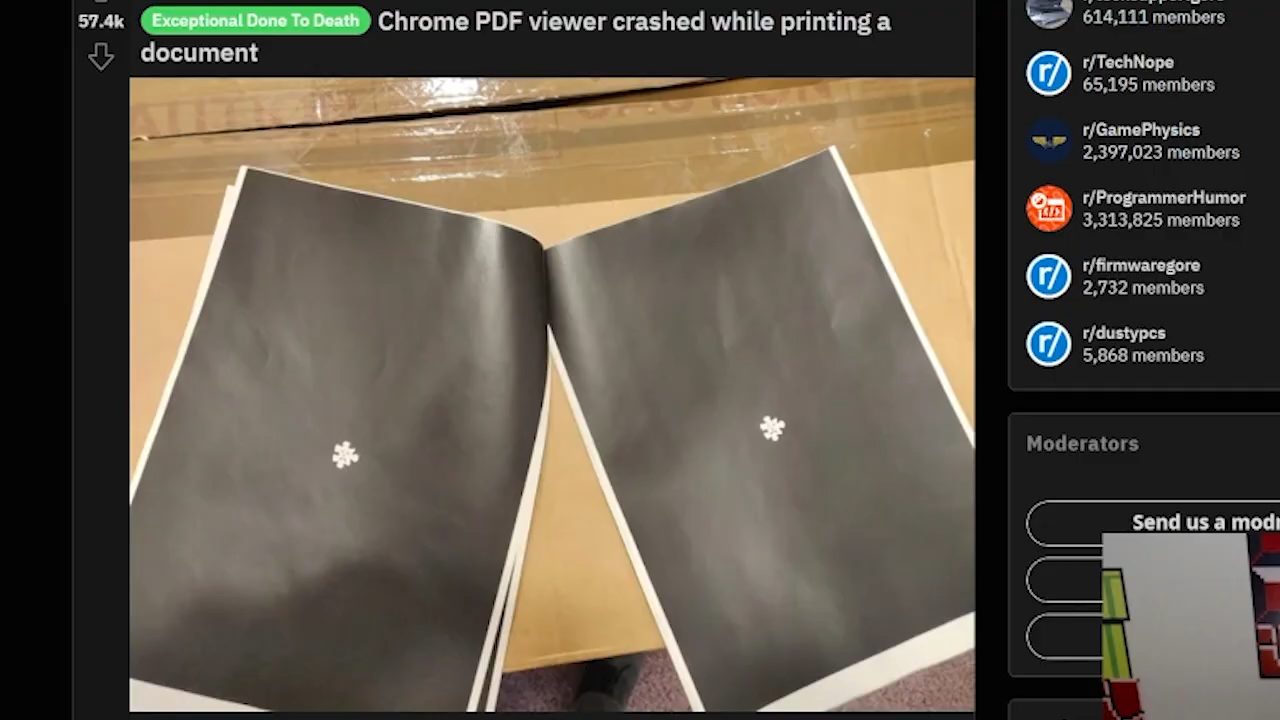 57.4k
Exceptional Done To Death Chrome PDF viewer crashed while printing a
document
614,111 members
r/TechNope
65,195 members
r/GamePhysics
2,397,023 members
r/ProgrammerHumor
3,313,825 members
r/firmwaregore
2,732 members
r/dustypcs
5,868 members
Moderators
Send us a mod